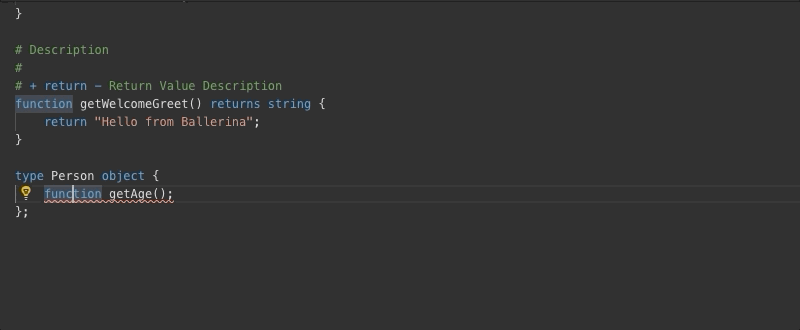 }
# Description
#
# + return - Return Value Description
function getWelcomeGreet() returns string {
    return "Hello from Ballerina";
}
type Person object {
    function getAge();
};